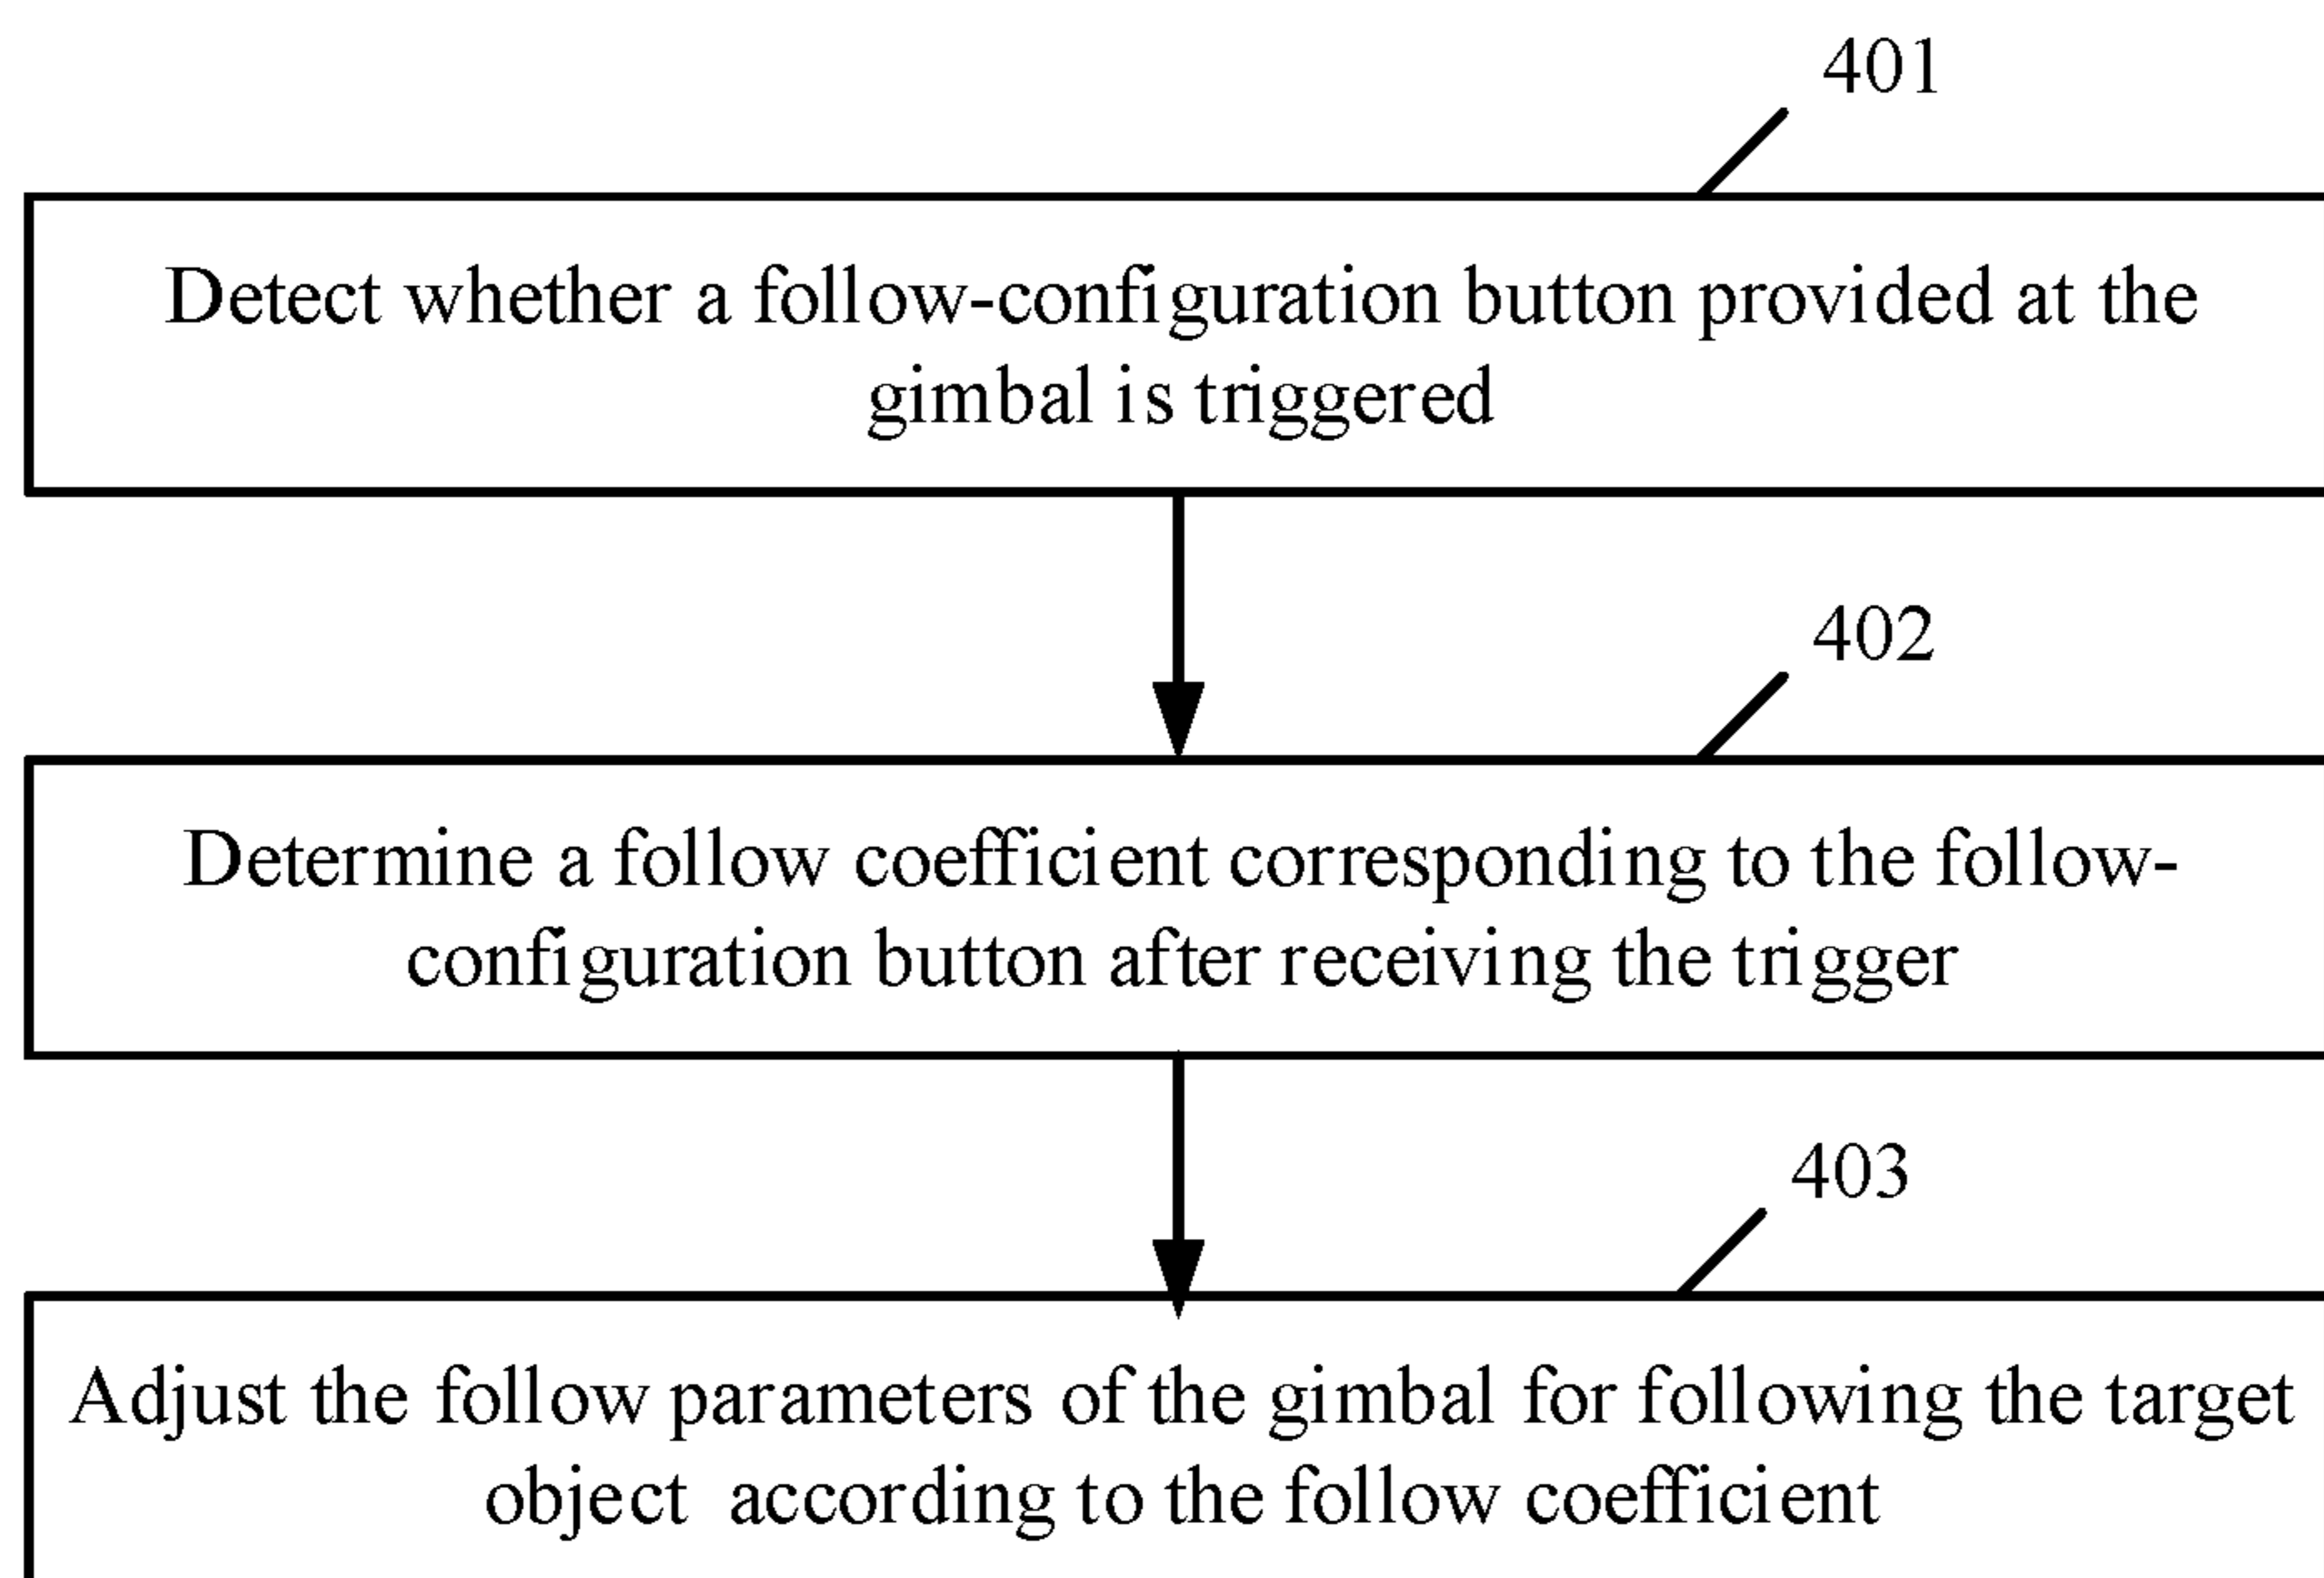 401
Detect whether a follow-configuration button provided at the
gimbal is triggered
402
Determine a follow coefficient corresponding to the follow-
configuration button after receiving the trigger
403
Adjust the follow parameters of the gimbal for following the target
object according to the follow coefficient